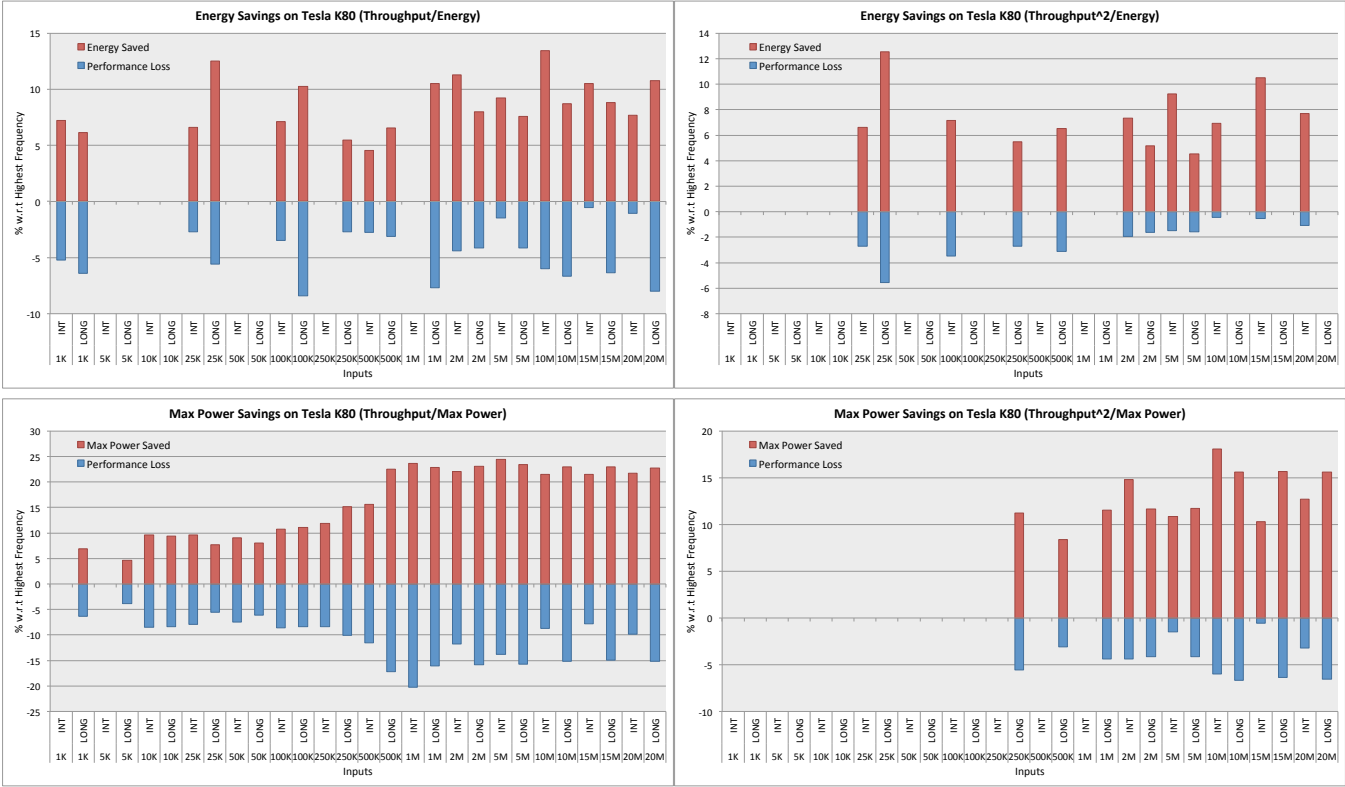 Energy Savings on Tesla K80 (Throughput/Energy)
Energy Saved
Performance Loss
% w.r.t Highest Frequency
15
10
5
0
-5
-10
INT LONG INT LONG INT LONG INT LONG INT LONG INT LONG INT LONG INT LONG INT LONG INT LONG INT LONG INT LONG INT LONG INT LONG
1K 1K 5K 5K 10K 10K 25K 25K 50K 50K 100K 100K 250K 250K 500K 500K 1M 1M 2M 2M 5M 5M 10M 10M 15M 15M 20M 20M
Inputs
Energy Savings on Tesla K80 (Throughput^2/Energy)
Energy Saved
Performance Loss
% w.r.t Highest Frequency
14
12
10
8
6
4
2
0
-2
-4
-6
-8
INT LONG INT LONG INT LONG INT LONG INT LONG INT LONG INT LONG INT LONG INT LONG INT LONG INT LONG INT LONG INT LONG INT LONG
1K 1K 5K 5K 10K 10K 25K 25K 50K 50K 100K 100K 250K 250K 500K 500K 1M 1M 2M 2M 5M 5M 10M 10M 15M 15M 20M 20M
Inputs
Max Power Savings on Tesla K80 (Throughput/Max Power)
Max Power Saved
Performance Loss
% w.r.t Highest Frequency
30
25
20
15
10
5
0
-5
-10
-15
-20
-25
INT LONG INT LONG INT LONG INT LONG INT LONG INT LONG INT LONG INT LONG INT LONG INT LONG INT LONG INT LONG INT LONG INT LONG
1K 1K 5K 5K 10K 10K 25K 25K 50K 50K 100K 100K 250K 250K 500K 500K 1M 1M 2M 2M 5M 5M 10M 10M 15M 15M 20M 20M
Inputs
Max Power Savings on Tesla K80 (Throughput^2/Max Power)
Max Power Saved
Performance Loss
% w.r.t Highest Frequency
20
15
10
5
0
-5
-10
INT LONG INT LONG INT LONG INT LONG INT LONG INT LONG INT LONG INT LONG INT LONG INT LONG INT LONG INT LONG INT LONG INT LONG
1K 1K 5K 5K 10K 10K 25K 25K 50K 50K 100K 100K 250K 250K 500K 500K 1M 1M 2M 2M 5M 5M 10M 10M 15M 15M 20M 20M
Inputs